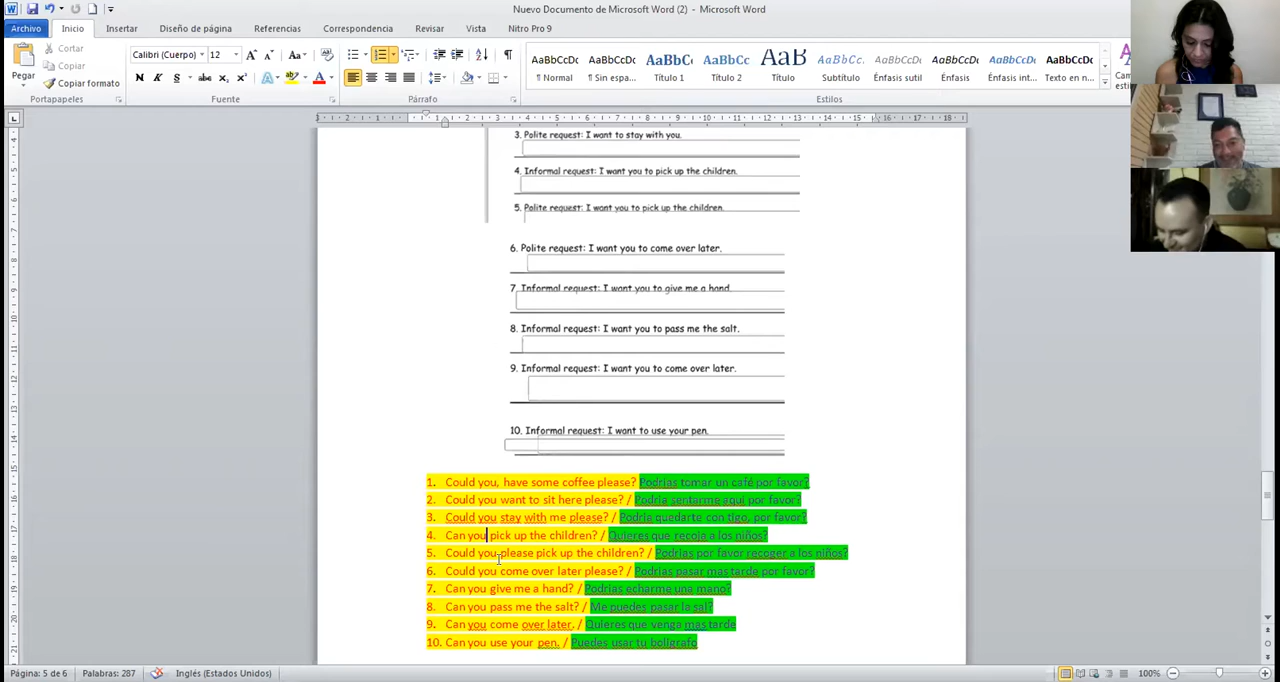 Nuevo Documento de Microsoft Word (2) - Microsoft Word
Archivo Inicio Insertar Diseño de página Referencias Correspondencia Revisar Vista Nitro Pro 9
Pegar
Cortar
Copiar
Copiar formato
Portapapeles
Calibri (Cuerpo) 12
Fuente
Párrafo
AaBbCcDc AaBbCcDc AaBbC AaBbCc AaB AaBbCc. AaBbCcDc AaBbCcDc AaBbCcDc AaBbCcDc
¶ Normal ¶ Sin espa... Título 1 Título 2 Título Subtítulo Énfasis sutil Énfasis Énfasis int... Texto en n...
Estilos
3. Polite request: I want to stay with you.
4. Informal request: I want you to pick up the children.
5. Polite request: I want you to pick up the children.
6. Polite request: I want you to come over later.
7. Informal request: I want you to give me a hand.
8. Informal request: I want you to pass me the salt.
9. Informal request: I want you to come over later.
10. Informal request: I want to use your pen.
1. Could you, have some coffee please? Podrías tomar un café por favor?
2. Could you want to sit here please? / Podría sentarme aquí por favor?
3. Could you stay with me please? / Podría quedarte con tigo, por favor?
4. Can you pick up the children? / Quieres que recoja a los niños?
5. Could you please pick up the children? / Podrías por favor recoger a los niños?
6. Could you come over later please? / Podrías pasar mas tarde por favor?
7. Can you give me a hand? / Podrías echarme una mano?
8. Can you pass me the salt? / Me puedes pasar la sal?
9. Can you come over later. / Quieres que venga mas tarde
10. Can you use your pen. / Puedes usar tu bolígrafo
Página: 5 de 6 Palabras: 287 Inglés (Estados Unidos) 100%